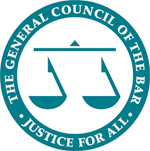 THE GENERAL COUNCIL OF THE BAR
· JUSTICE FOR ALL ·